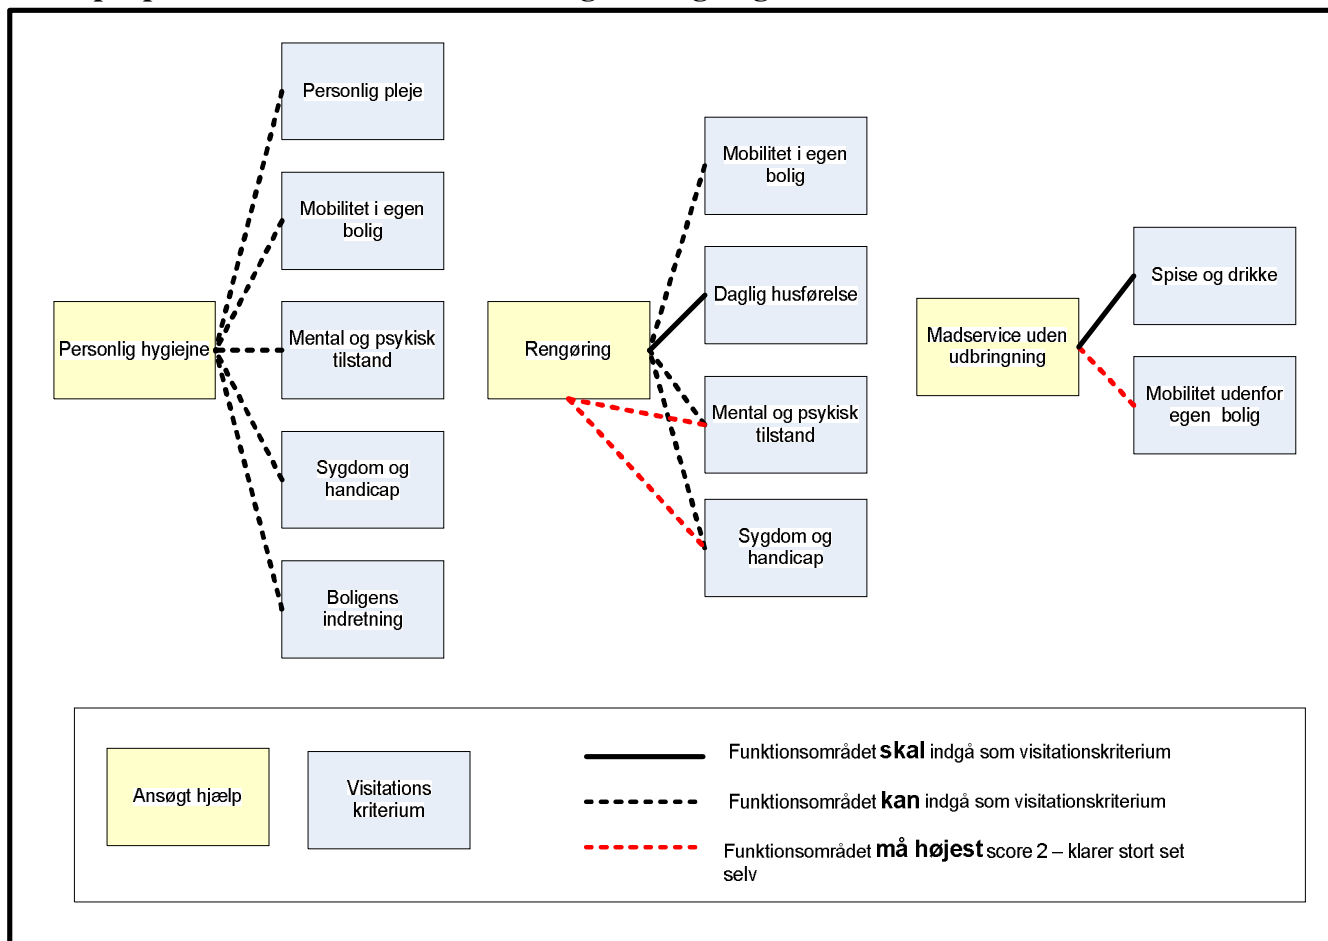 Personlig pleje
Mobilitet i egen
bolig
Personlig hygiejne
Mental og psykisk
tilstand
Sygdom og
handicap
Boligens
indretning
Mobilitet i egen
bolig
Daglig husførelse
Rengøring
Mental og psykisk
tilstand
Sygdom og
handicap
Spise og drikke
Madservice uden
udbringning
Mobilitet udenfor
egen bolig
Ansøgt hjælp
Visitations
kriterium
Funktionsområdet skal indgå som visitationskriterium
Funktionsområdet kan indgå som visitationskriterium
Funktionsområdet må højest score 2 – klarer stort set
selv